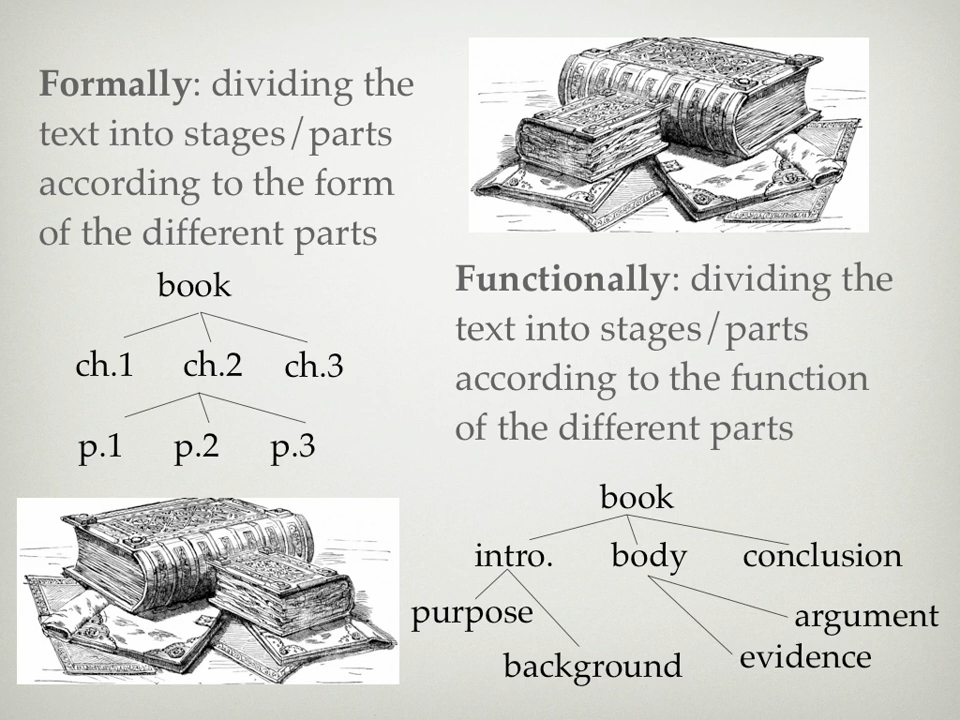 Formally: dividing the
text into stages/parts
according to the form
of the different parts
book
ch.1 ch.2 ch.3
p.1 p.2 p.3
Functionally: dividing the
text into stages/parts
according to the function
of the different parts
book
intro. body conclusion
purpose argument
background evidence